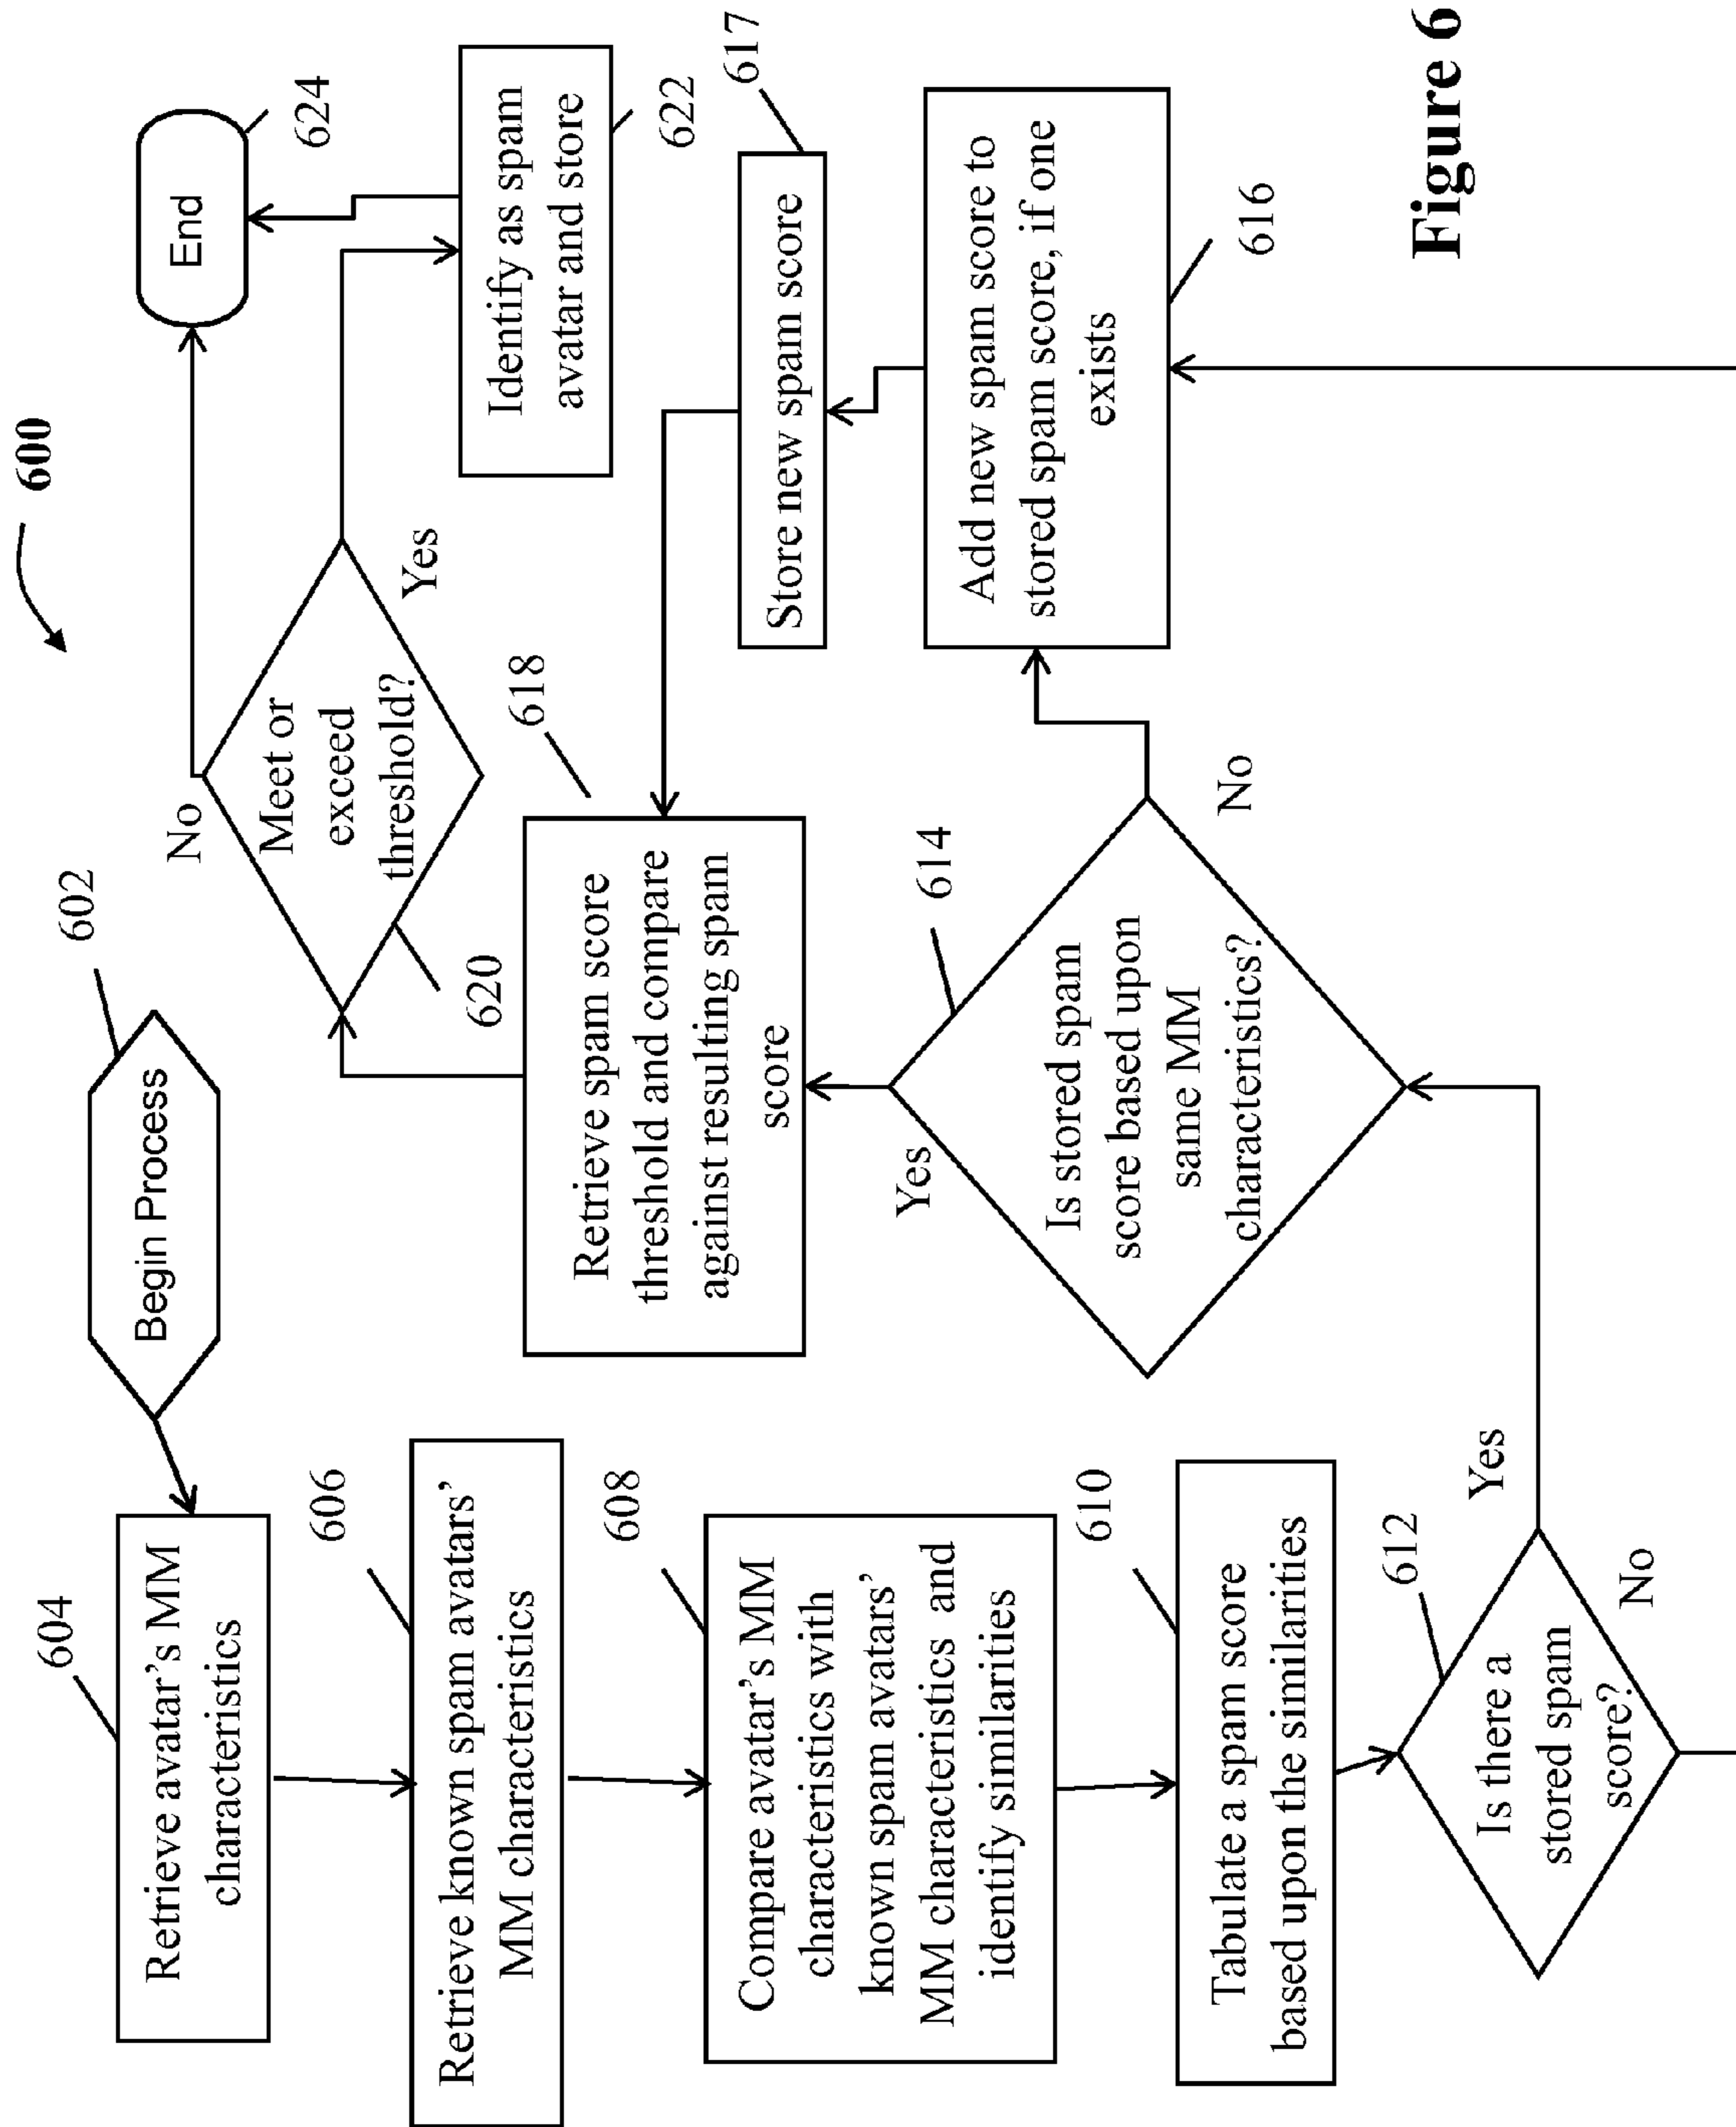 600
602
Begin Process
604
Retrieve avatar's MM
characteristics
606
Retrieve known spam avatars'
MM characteristics
608
Compare avatar's MM
characteristics with
known spam avatars'
MM characteristics and
identify similarities
610
Tabulate a spam score
based upon the similarities
612
Is there a
stored spam
score?
Yes
No
614
Is stored spam
score based upon
same MM
characteristics?
Yes
No
616
Add new spam score to
stored spam score, if one
exists
617
Store new spam score
618
Retrieve spam score
threshold and compare
against resulting spam
score
620
Meet or
exceed
threshold?
No
Yes
622
Identify as spam
avatar and store
624
End
Figure 6